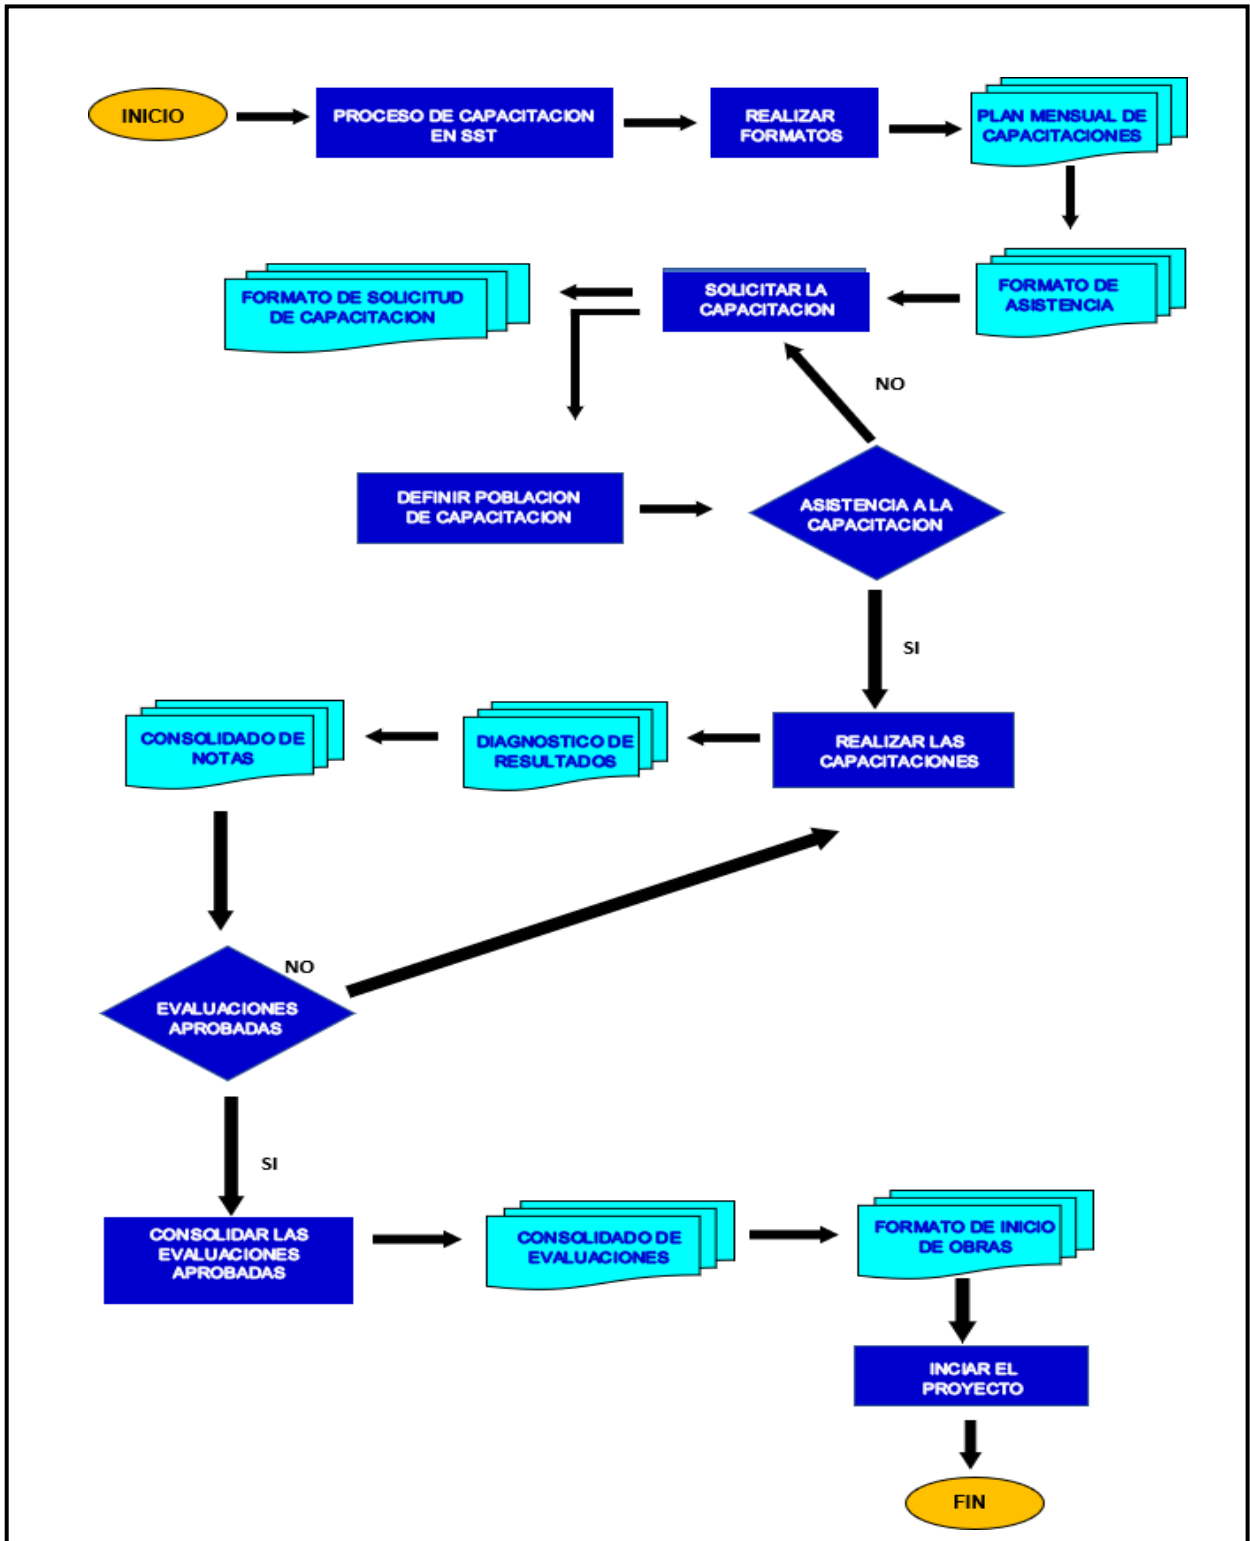 INICIO
PROCESO DE CAPACITACION
EN SST
REALIZAR
FORMATOS
PLAN MENSUAL DE
CAPACITACIONES
FORMATO DE SOLICITUD
DE CAPACITACION
SOLICITAR LA
CAPACITACION
FORMATO DE
ASISTENCIA
NO
DEFINIR POBLACION
DE CAPACITACION
ASISTENCIA A LA
CAPACITACION
SI
CONSOLIDADO DE
NOTAS
DIAGNOSTICO DE
RESULTADOS
REALIZAR LAS
CAPACITACIONES
NO
EVALUACIONES
APROBADAS
SI
CONSOLIDAR LAS
EVALUACIONES
APROBADAS
CONSOLIDADO DE
EVALUACIONES
FORMATO DE INICIO
DE OBRAS
INCIAR EL
PROYECTO
FIN